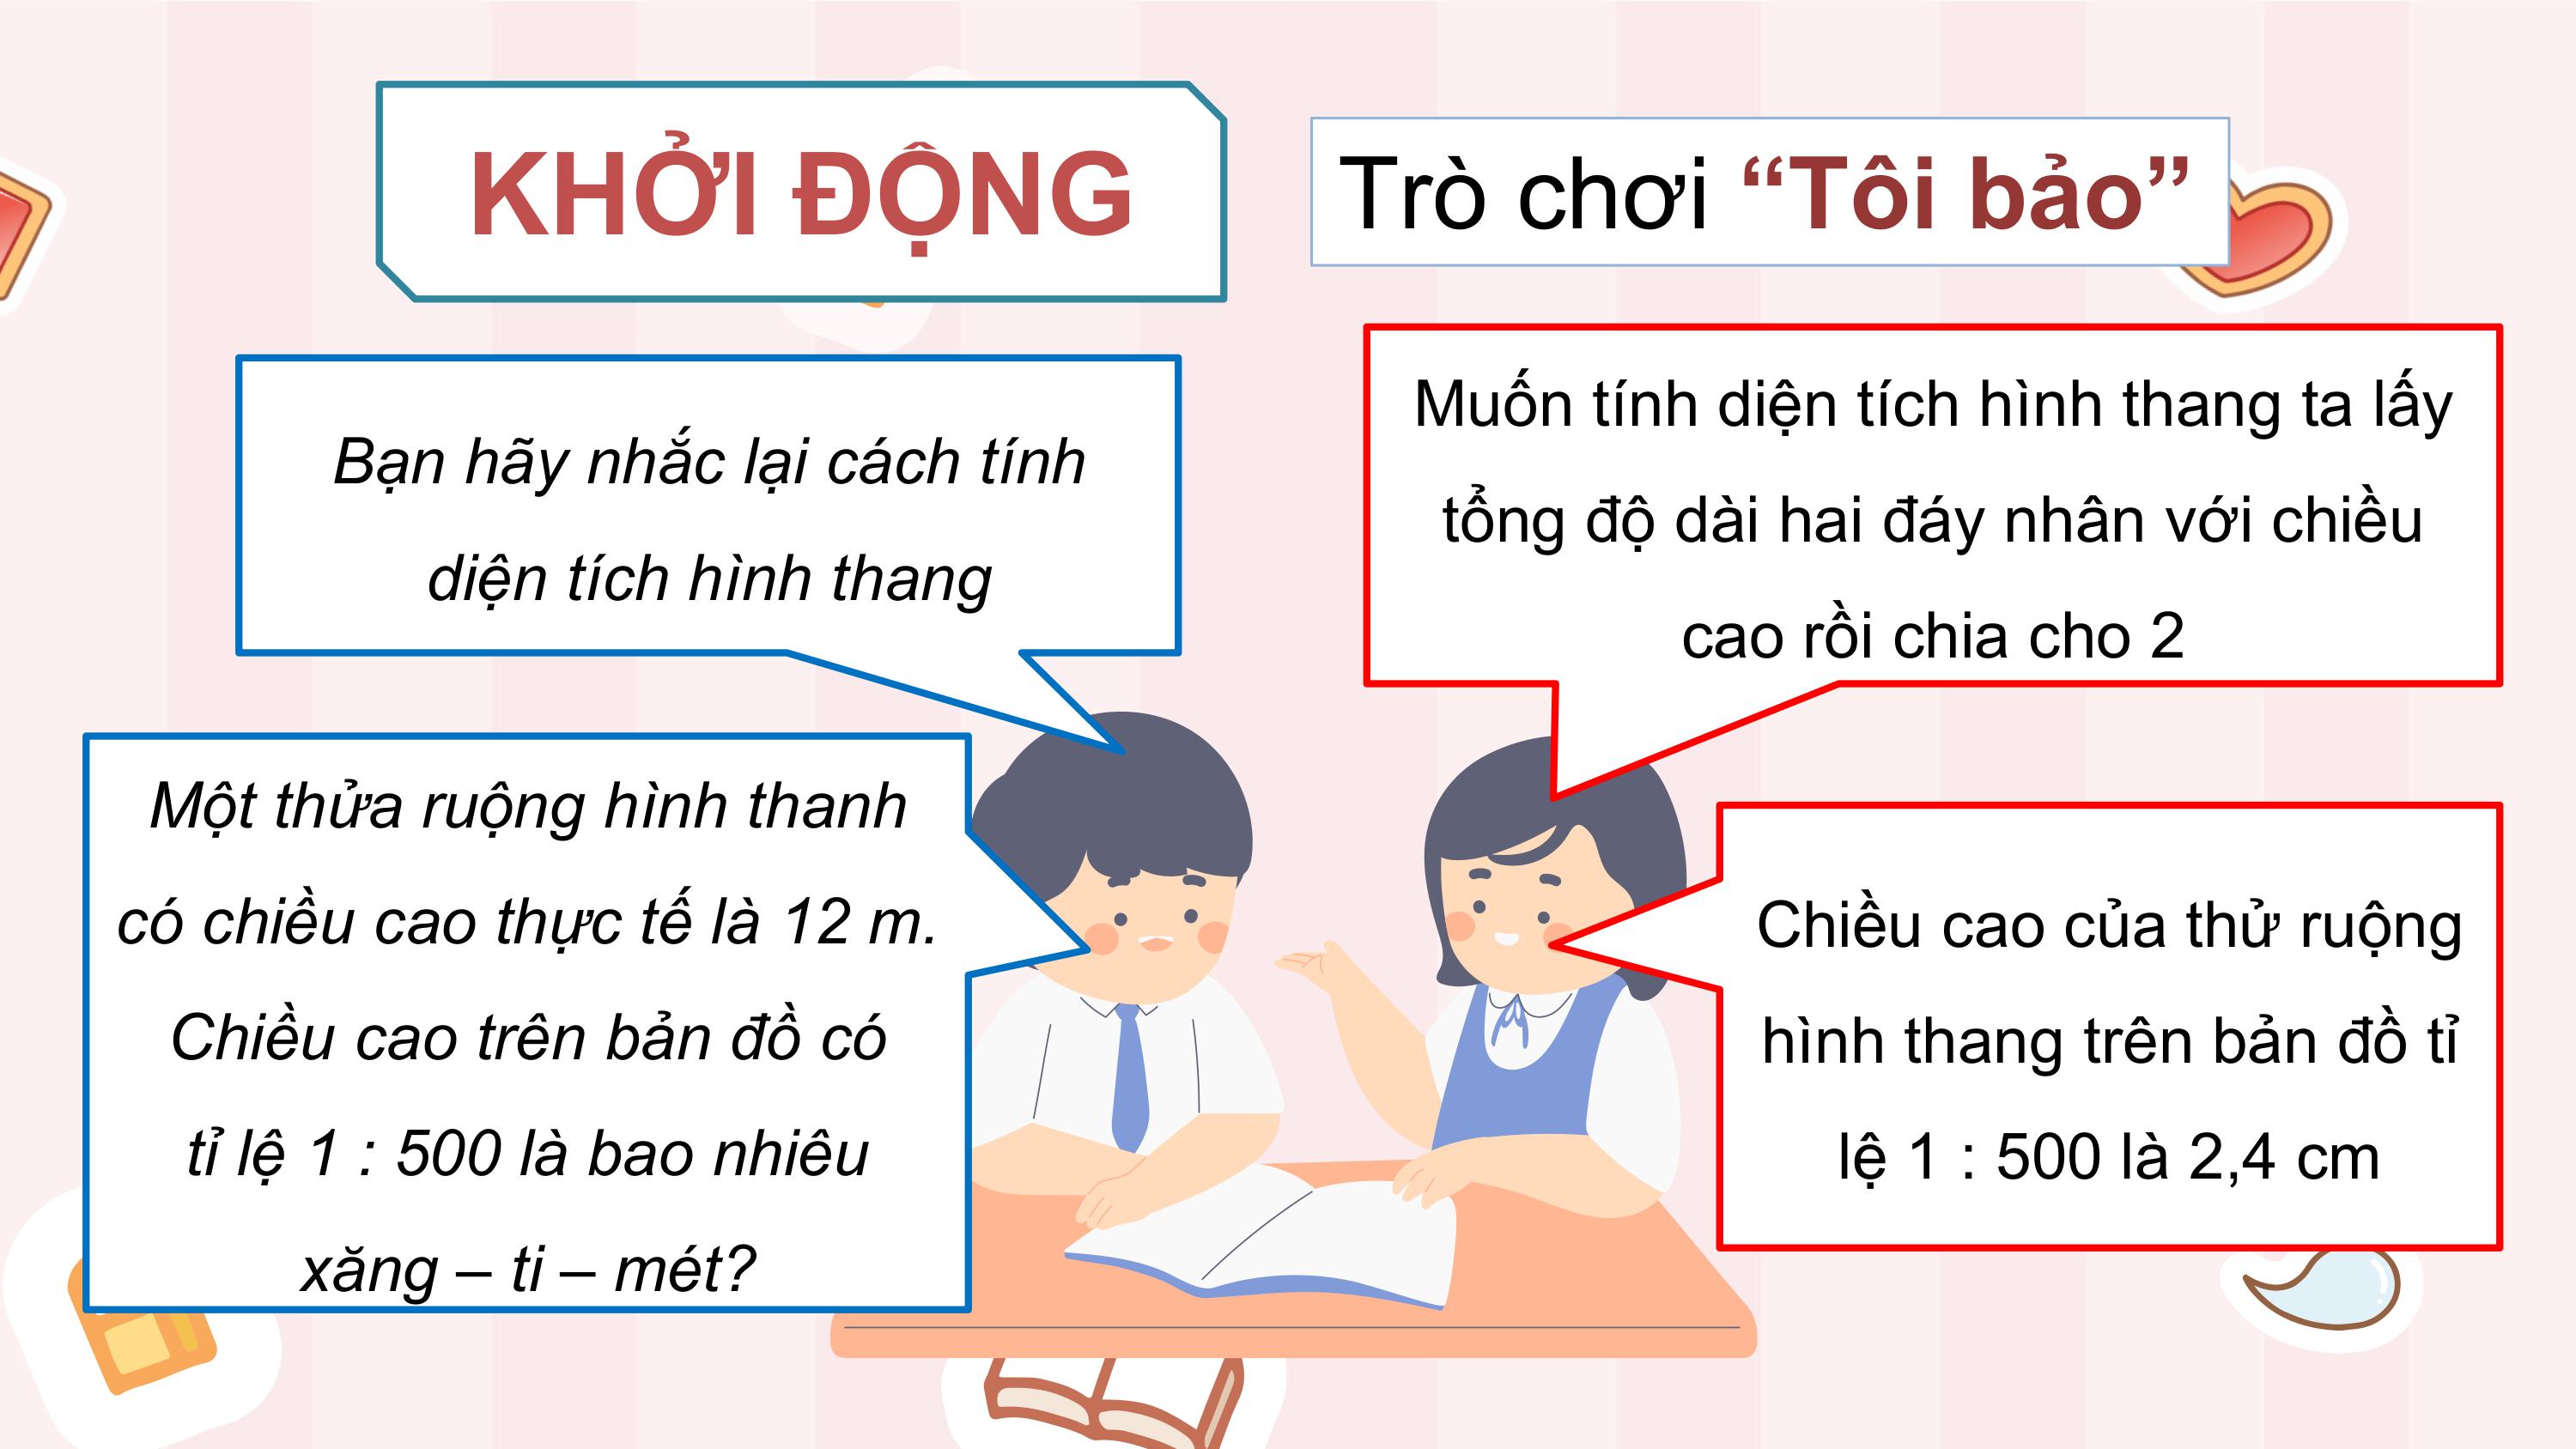 KHỞI ĐỘNG
Trò chơi “Tôi bảo”
Bạn hãy nhắc lại cách tính
diện tích hình thang
Muốn tính diện tích hình thang ta lấy
tổng độ dài hai đáy nhân với chiều
cao rồi chia cho 2
Một thửa ruộng hình thanh
có chiều cao thực tế là 12 m.
Chiều cao trên bản đồ có
tỉ lệ 1 : 500 là bao nhiêu
xăng – ti – mét?
Chiều cao của thử ruộng
hình thang trên bản đồ tỉ
lệ 1 : 500 là 2,4 cm